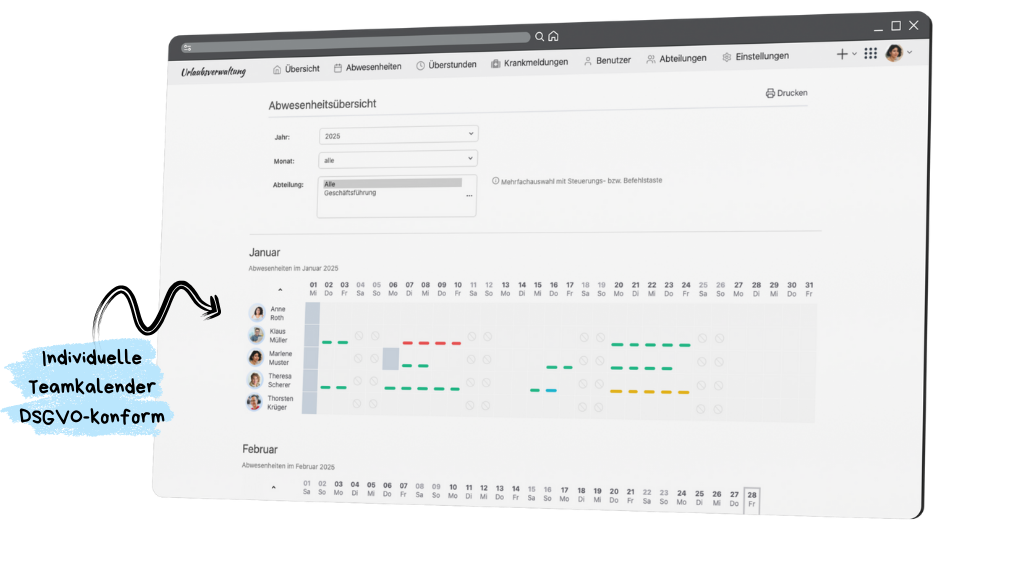 Urlaubsverwaltung
Übersicht Abwesenheiten Überstunden Krankmeldungen Benutzer Abteilungen Einstellungen
Abwesenheitsübersicht
Drucken
Jahr: 2025
Monat: alle
Abteilung: Alle
Geschäftsführung
...
Mehrfachauswahl mit Steuerungs- bzw. Befehlstaste
Januar
Abwesenheiten im Januar 2025
01 02 03 04 05 06 07 08 09 10 11 12 13 14 15 16 17 18 19 20 21 22 23 24 25 26 27 28 29 30 31
Mi Do Fr Sa So Mo Di Mi Do Fr Sa So Mo Di Mi Do Fr Sa So Mo Di Mi Do Fr Sa So Mo Di Mi Do Fr
Anne
Roth
Klaus
Müller
Marlene
Muster
Theresa
Scherer
Thorsten
Krüger
Individuelle
Teamkalender
DSGVO-konform
Februar
Abwesenheiten im Februar 2025
01 02 03 04 05 06 07 08 09 10 11 12 13 14 15 16 17 18 19 20 21 22 23 24 25 26 27 28
Sa So Mo Di Mi Do Fr Sa So Mo Di Mi Do Fr Sa So Mo Di Mi Do Fr Sa So Mo Di Mi Do Fr